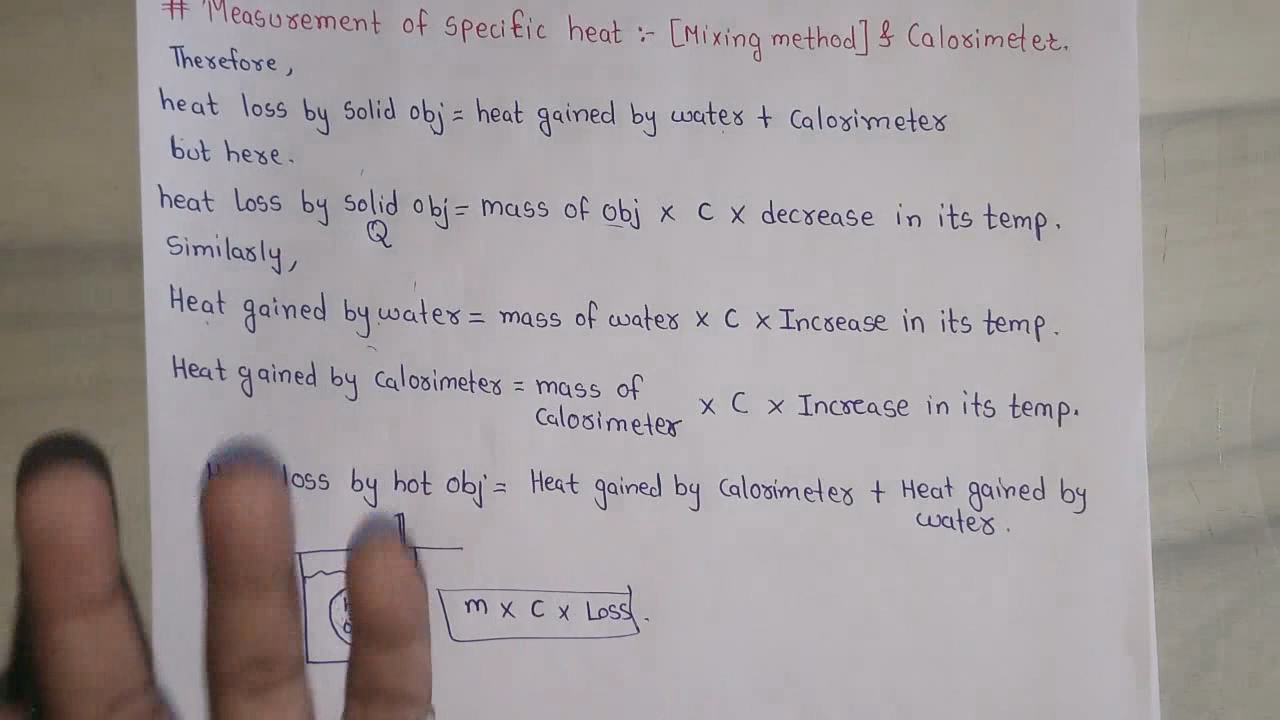 # Measurement of specific heat :- [Mixing method] & Calorimeter.
Therefore,
heat loss by solid obj = heat gained by water + Calorimeter
but here.
heat loss by solid obj = mass of obj x C x decrease in its temp.
Q
Similarly,
Heat gained by water = mass of water x C x Increase in its temp.
Heat gained by Calorimeter = mass of Calorimeter x C x Increase in its temp.
loss by hot obj = Heat gained by Calorimeter + Heat gained by
water.
m x C x Loss.